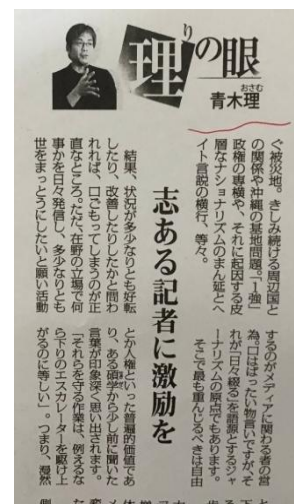 理りの眼
青木理
おさむ
志ある記者に激励を
ぐ被災地。きしみ続ける周辺国と
の関係や沖縄の基地問題。「1強」
政権の専横や、それに起因する皮
層なナショナリズムのまん延とヘ
イト言説の横行、等々。
結果、状況が多少なりとも好転
したり、改善したりしたかと問わ
れれば、口ごもってしまうのが正
直なところ。ただ、在野の立場で何
事かを日々発信し、多少なりとも
世をまっとうにしたいと願い活動
するのがメディアに関わる者の営
為。口はばったい物言いですが、そ
れが「日々綴る」を語源とするジャ
ーナリズムの原点でもあります。
そこで最も重んじるべきは自由
とか人権といった普遍的価値であ
り、ある碩学から少し前に聞いた
言葉が印象深く思い出されます。
「それらを守る作業は、例えるな
ら下りのエスカレーターを駆け上
がるのに等しい」。つまり、漫然